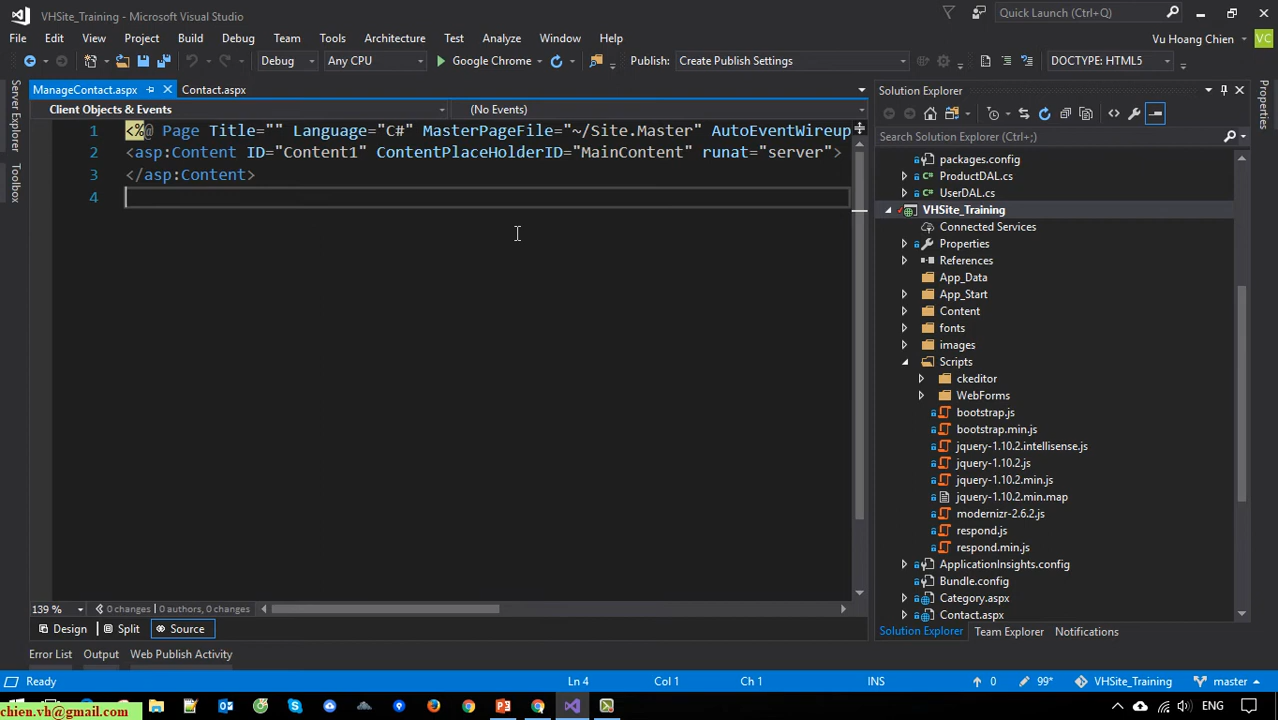 VHSite_Training - Microsoft Visual Studio
Quick Launch (Ctrl+Q)
File Edit View Project Build Debug Team Tools Architecture Test Analyze Window Help
Vu Hoang Chien VC
Debug Any CPU Google Chrome Publish: Create Publish Settings DOCTYPE: HTML5
Server Explorer
Toolbox
ManageContact.aspx Contact.aspx
Client Objects & Events (No Events)
1 <%@ Page Title="" Language="C#" MasterPageFile="~/Site.Master" AutoEventWireup
2 <asp:Content ID="Content1" ContentPlaceHolderID="MainContent" runat="server">
3 </asp:Content>
4
139 % 0 changes | 0 authors, 0 changes
Design Split Source
Error List Output Web Publish Activity
Solution Explorer
Search Solution Explorer (Ctrl+;)
packages.config
C# ProductDAL.cs
C# UserDAL.cs
VHSite_Training
Connected Services
Properties
References
App_Data
App_Start
Content
fonts
images
Scripts
ckeditor
WebForms
bootstrap.js
bootstrap.min.js
jquery-1.10.2.intellisense.js
jquery-1.10.2.js
jquery-1.10.2.min.js
jquery-1.10.2.min.map
modernizr-2.6.2.js
respond.js
respond.min.js
ApplicationInsights.config
Bundle.config
Category.aspx
Contact.aspx
Solution Explorer Team Explorer Notifications
Properties
Ready Ln 4 Col 1 Ch 1 INS 0 99* VHSite_Training master
chien.vh@gmail.com
ENG